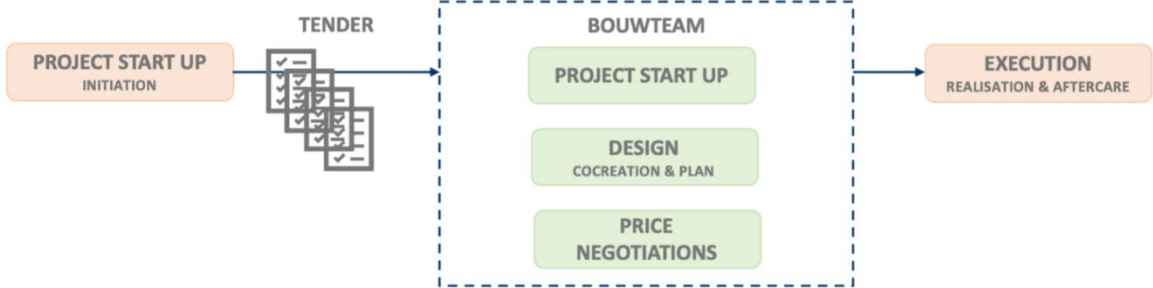 PROJECT START UP
INITIATION
TENDER
BOUWTEAM
PROJECT START UP
DESIGN
COCREATION & PLAN
PRICE
NEGOTIATIONS
EXECUTION
REALISATION & AFTERCARE